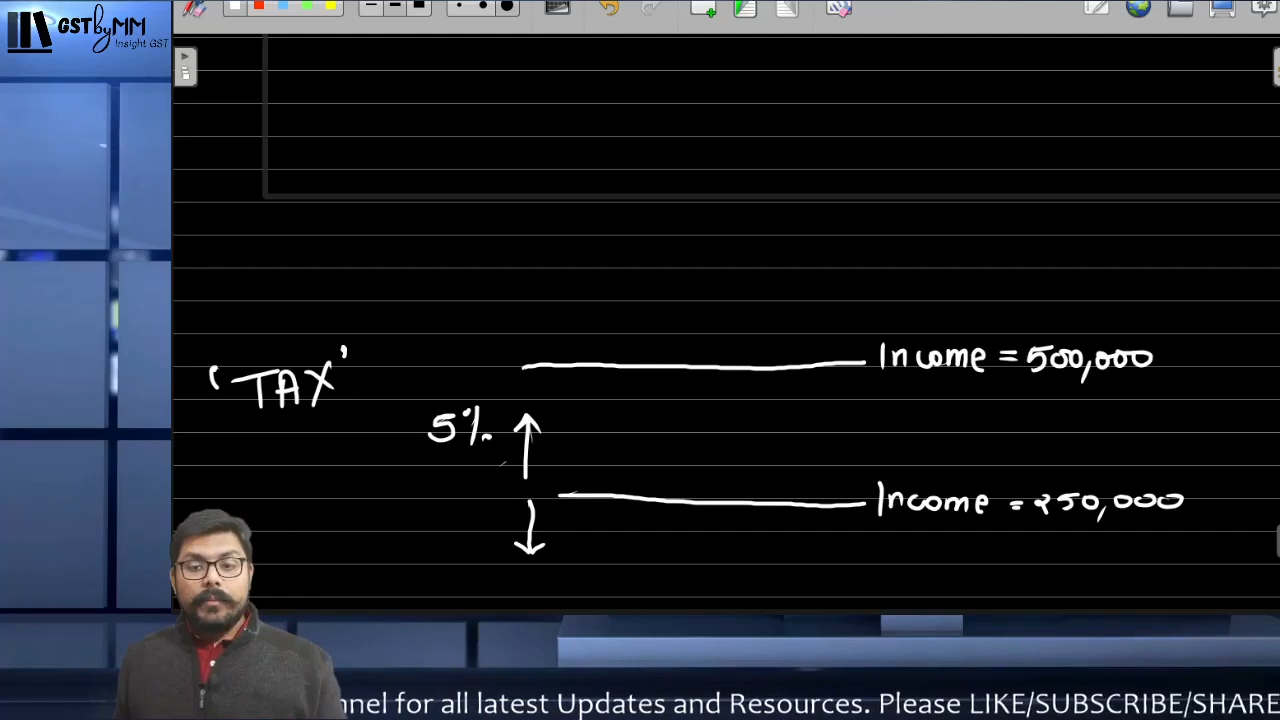 GSTbyMM
Insight GST
Income = 500,000
'TAX'
5%
Income = 250,000
nnel for all latest Updates and Resources. Please LIKE/SUBSCRIBE/SHARE